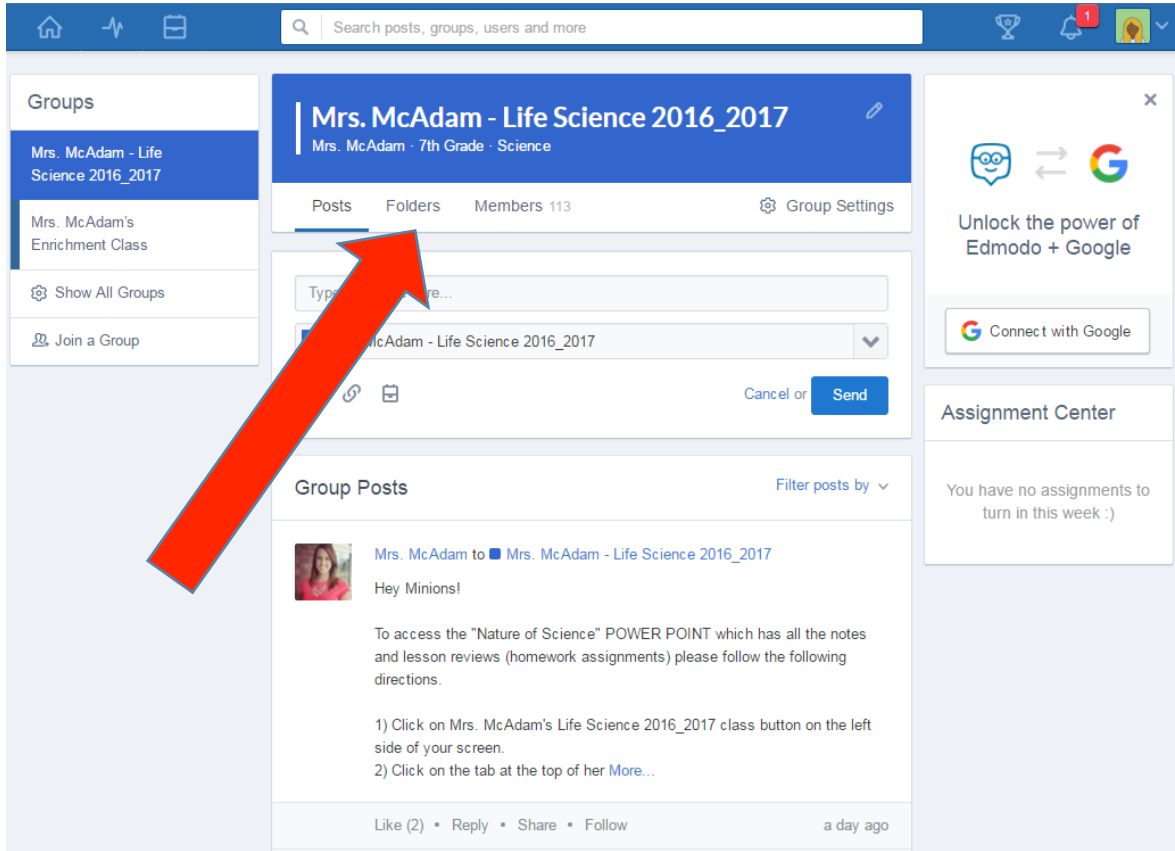 Search posts, groups, users and more
1
Groups
Mrs. McAdam - Life
Science 2016_2017
Mrs. McAdam's
Enrichment Class
Show All Groups
Join a Group
Mrs. McAdam - Life Science 2016_2017
Mrs. McAdam · 7th Grade · Science
Posts Folders Members 113 Group Settings
Type re...
McAdam - Life Science 2016_2017
Cancel or Send
Group Posts Filter posts by
Mrs. McAdam to Mrs. McAdam - Life Science 2016_2017
Hey Minions!
To access the "Nature of Science" POWER POINT which has all the notes
and lesson reviews (homework assignments) please follow the following
directions.
1) Click on Mrs. McAdam's Life Science 2016_2017 class button on the left
side of your screen.
2) Click on the tab at the top of her More...
Like (2) • Reply • Share • Follow a day ago
×
G
Unlock the power of
Edmodo + Google
G Connect with Google
Assignment Center
You have no assignments to
turn in this week :)